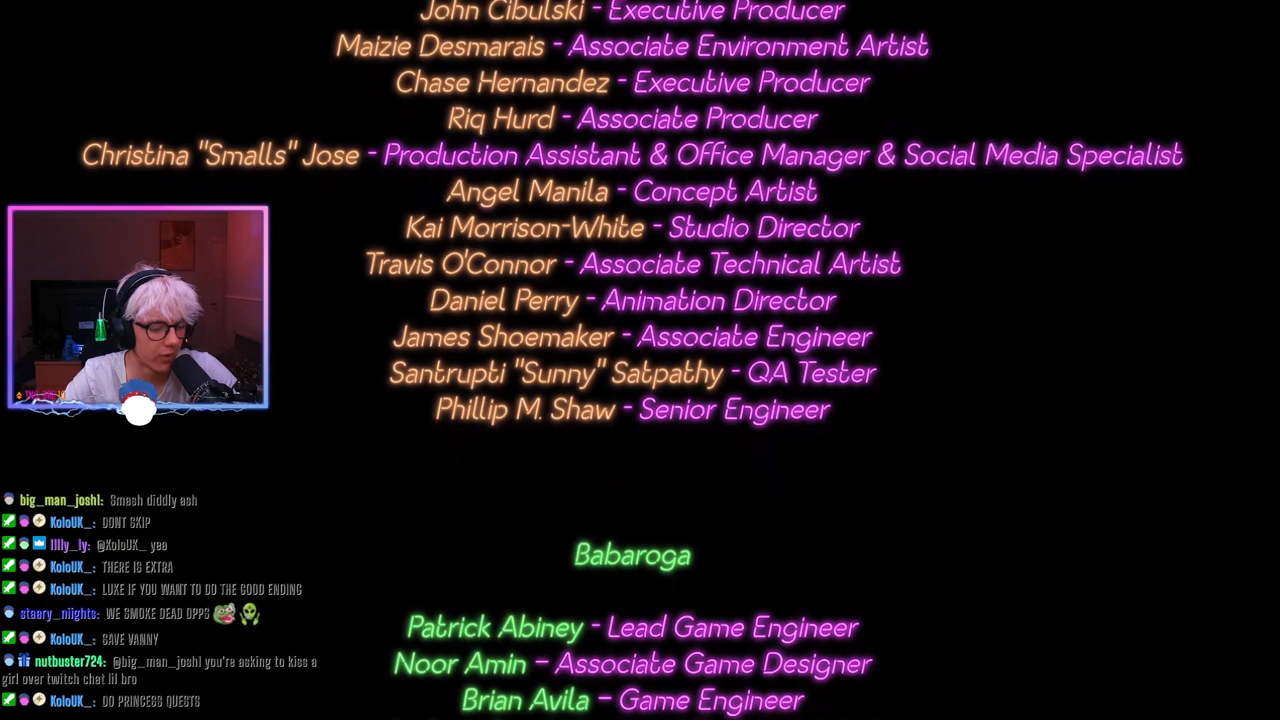 John Cibulski - Executive Producer
Maizie Desmarais - Associate Environment Artist
Chase Hernandez - Executive Producer
Riq Hurd - Associate Producer
Christina "Smalls" Jose - Production Assistant & Office Manager & Social Media Specialist
Angel Manila - Concept Artist
Kai Morrison-White - Studio Director
Travis O'Connor - Associate Technical Artist
Daniel Perry - Animation Director
James Shoemaker - Associate Engineer
Santrupti "Sunny" Satpathy - QA Tester
Phillip M. Shaw - Senior Engineer
Babaroga
Patrick Abiney - Lead Game Engineer
Noor Amin – Associate Game Designer
Brian Avila – Game Engineer
big_man_josh1: Smash diddly ash
KoloUK_: DONT SKIP
lllly_ly: @KoloUK_ yea
KoloUK_: THERE IS EXTRA
KoloUK_: LUKE IF YOU WANT TO DO THE GOOD ENDING
staary_niights: WE SMOKE DEAD OPPS
KoloUK_: SAVE VANNY
nutbuster724: @big_man_josh1 you're asking to kiss a
girl over twitch chat lil bro
KoloUK_: DO PRINCESS QUESTS